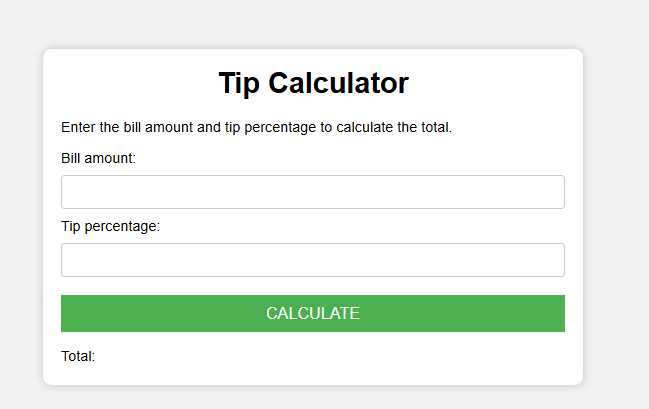 Tip Calculator
Enter the bill amount and tip percentage to calculate the total.
Bill amount:
Tip percentage:
CALCULATE
Total: